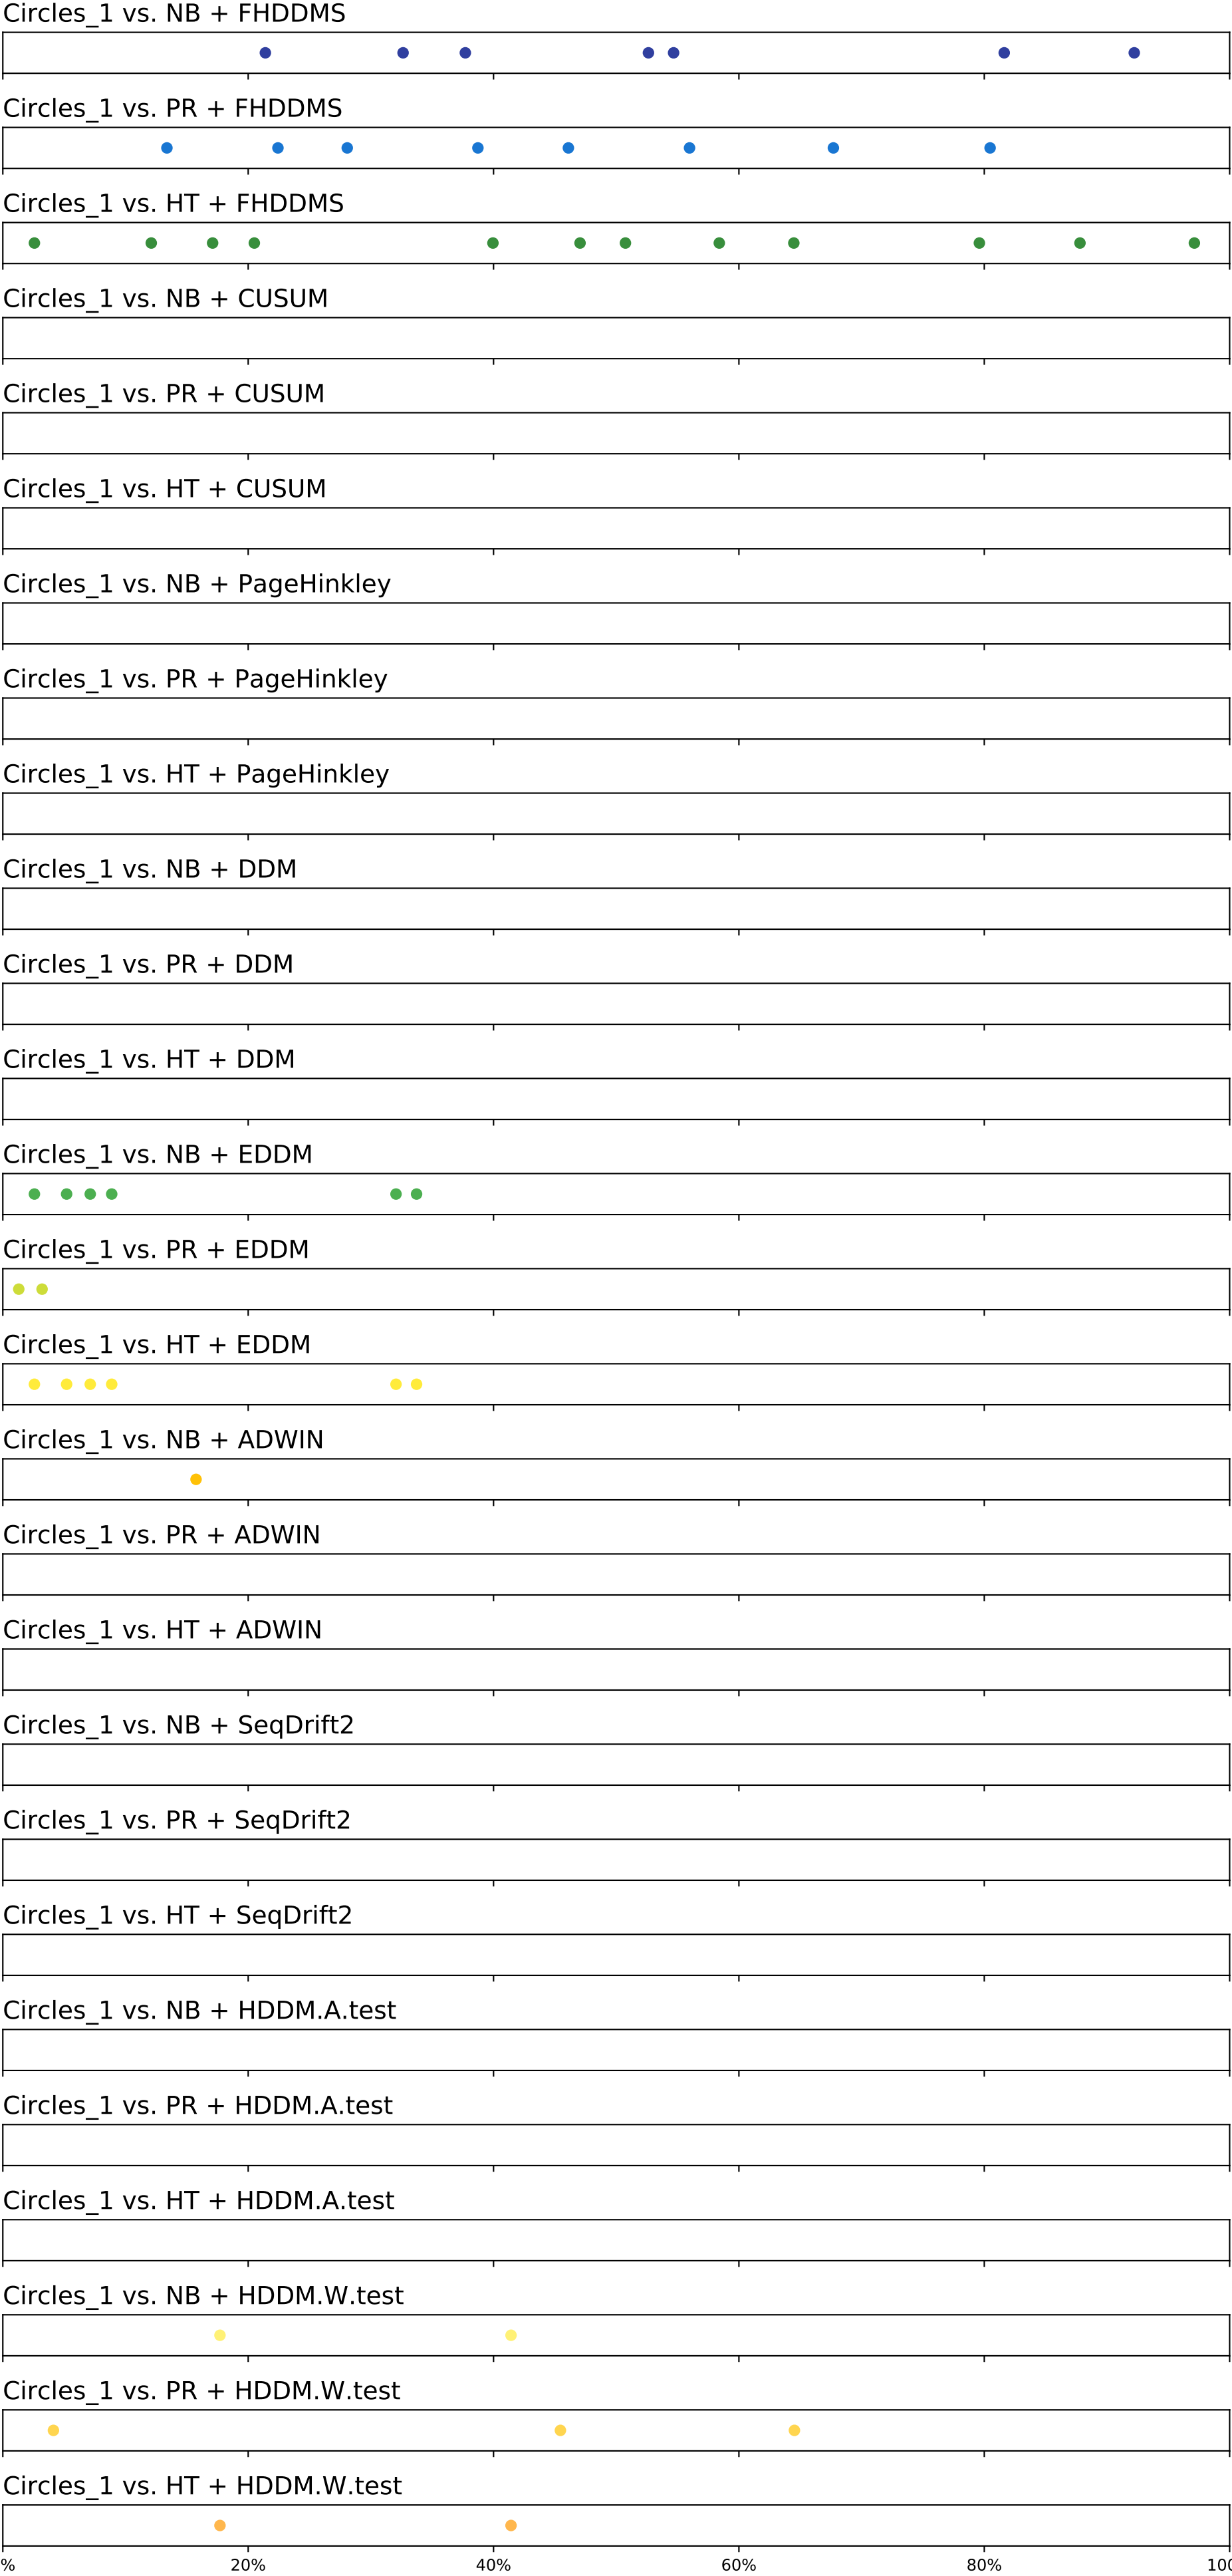 Circles_1 vs. NB + FHDDMS
Circles_1 vs. PR + FHDDMS
Circles_1 vs. HT + FHDDMS
Circles_1 vs. NB + CUSUM
Circles_1 vs. PR + CUSUM
Circles_1 vs. HT + CUSUM
Circles_1 vs. NB + PageHinkley
Circles_1 vs. PR + PageHinkley
Circles_1 vs. HT + PageHinkley
Circles_1 vs. NB + DDM
Circles_1 vs. PR + DDM
Circles_1 vs. HT + DDM
Circles_1 vs. NB + EDDM
Circles_1 vs. PR + EDDM
Circles_1 vs. HT + EDDM
Circles_1 vs. NB + ADWIN
Circles_1 vs. PR + ADWIN
Circles_1 vs. HT + ADWIN
Circles_1 vs. NB + SeqDrift2
Circles_1 vs. PR + SeqDrift2
Circles_1 vs. HT + SeqDrift2
Circles_1 vs. NB + HDDM.A.test
Circles_1 vs. PR + HDDM.A.test
Circles_1 vs. HT + HDDM.A.test
Circles_1 vs. NB + HDDM.W.test
Circles_1 vs. PR + HDDM.W.test
Circles_1 vs. HT + HDDM.W.test
% 20% 40% 60% 80% 100